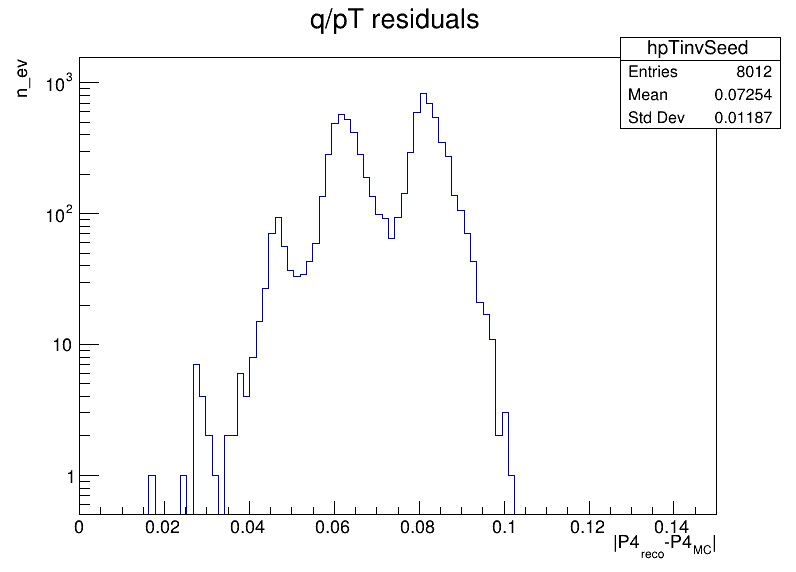 q/pT residuals
hpTinvSeed
Entries 8012
Mean 0.07254
Std Dev 0.01187
n_ev
10³
10²
10
1
0 0.02 0.04 0.06 0.08 0.1 0.12 0.14
|P4reco-P4MC|